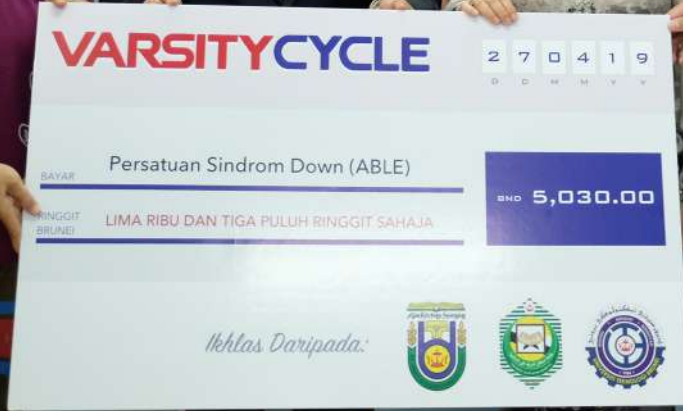 VARSITYCYCLE
2 7 0 4 1 9
D D M M Y Y
BAYAR Persatuan Sindrom Down (ABLE)
BND 5,030.00
RINGGIT BRUNEI LIMA RIBU DAN TIGA PULUH RINGGIT SAHAJA
Ikhlas Daripada: